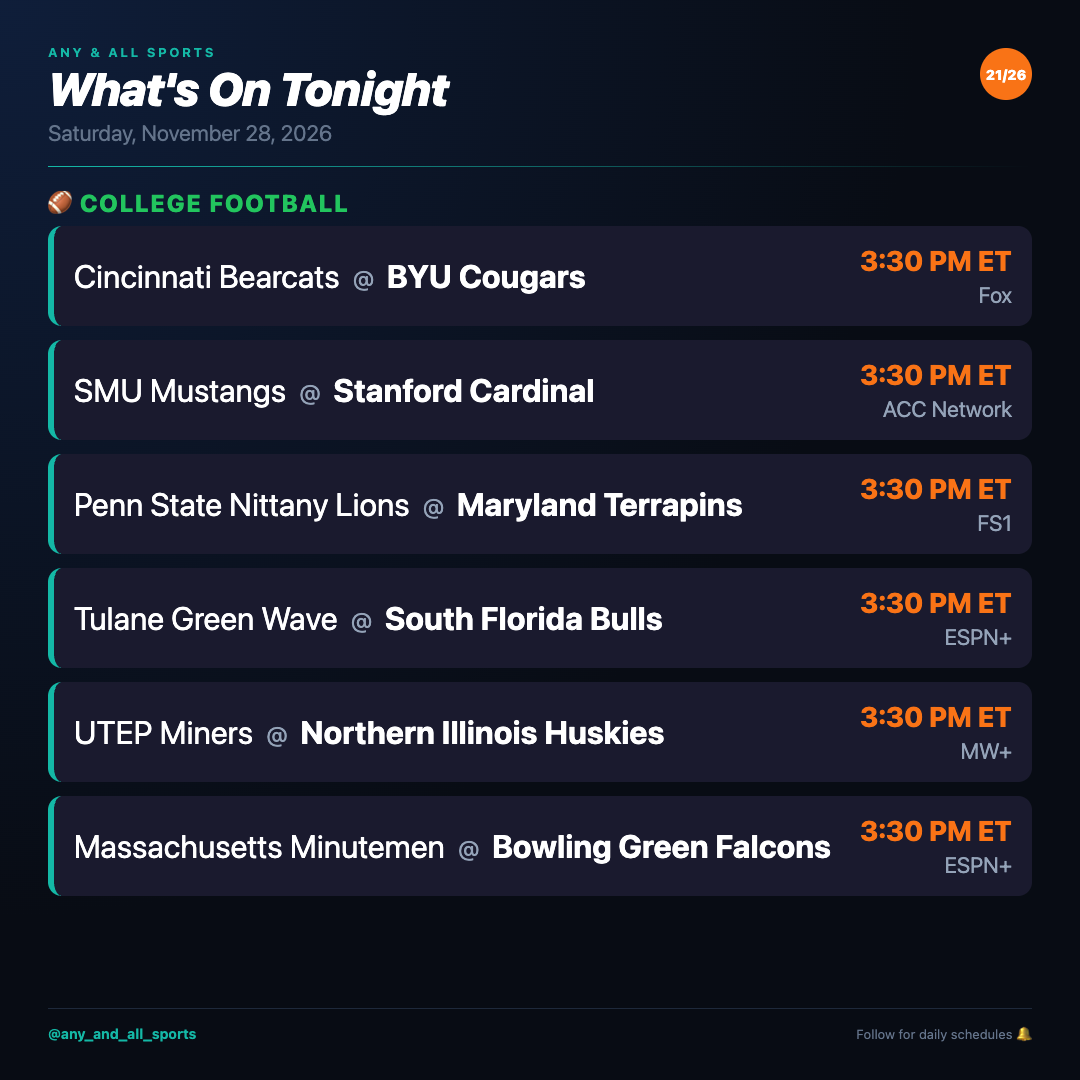 ANY & ALL SPORTS
What's On Tonight
Saturday, November 28, 2026
21/26
🏈 COLLEGE FOOTBALL
Cincinnati Bearcats @ BYU Cougars
3:30 PM ET
Fox
SMU Mustangs @ Stanford Cardinal
3:30 PM ET
ACC Network
Penn State Nittany Lions @ Maryland Terrapins
3:30 PM ET
FS1
Tulane Green Wave @ South Florida Bulls
3:30 PM ET
ESPN+
UTEP Miners @ Northern Illinois Huskies
3:30 PM ET
MW+
Massachusetts Minutemen @ Bowling Green Falcons
3:30 PM ET
ESPN+
@any_and_all_sports
Follow for daily schedules 🔔